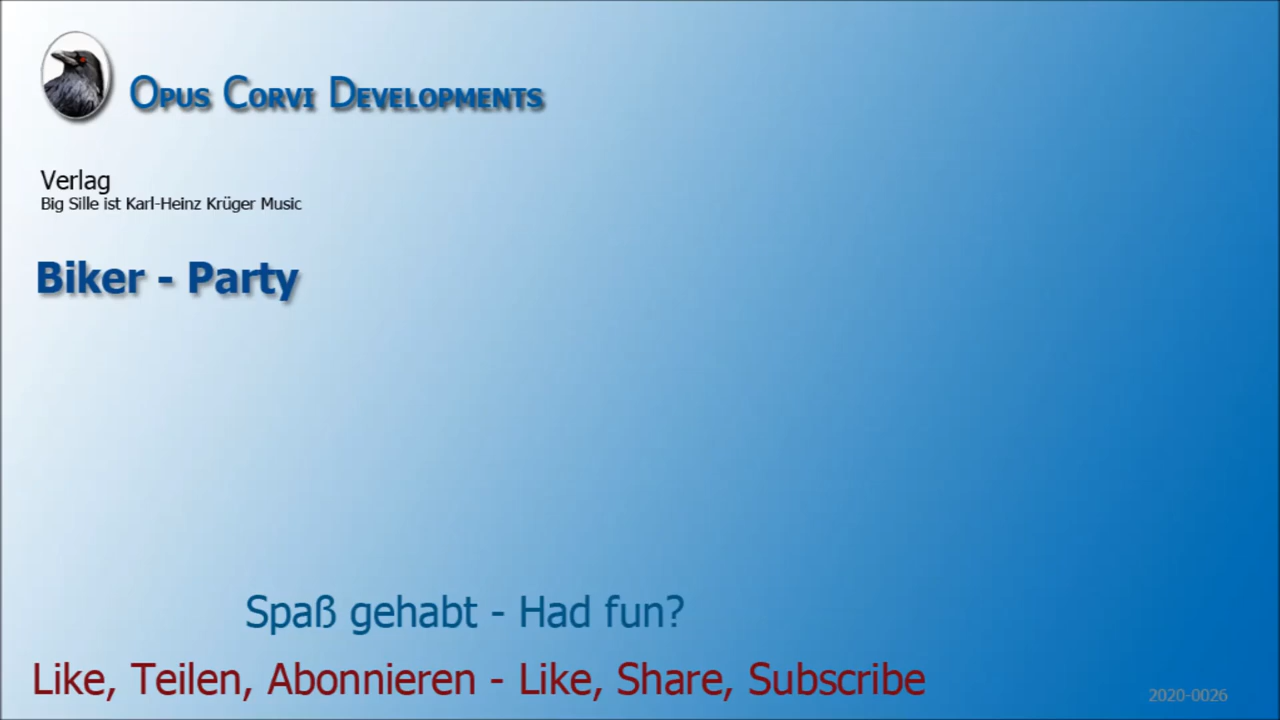 Opus Corvi Developments
Verlag
Big Sille ist Karl-Heinz Krüger Music
Biker - Party
Spaß gehabt - Had fun?
Like, Teilen, Abonnieren - Like, Share, Subscribe
2020-0026